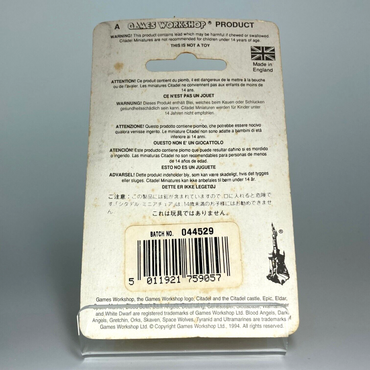 A GAMES WORKSHOP® PRODUCT
WARNING! This product contains lead which may be harmful if chewed or swallowed.
Citadel Miniatures are not recommended for children under 14 years of age.
THIS IS NOT A TOY
Made in
England
ATTENTION! Ce produit contient du plomb, il est dangereux de le mettre à la touche
ou de l'avaler. Les miniatures Citadel ne conviennent pas aux enfants de moins de
14 ans.
CE N'EST PAS UN JOUET
WARNUNG! Dieses Produkt enthält Blei, welches beim Kauen oder Schlucken
gesundheitsschädlich sein kann. Citadel Miniaturen werden für Kinder unter
14 Jahren nicht empfohlen.
ATTENZIONE! Questo prodotto contiene piombo, che potrebbe essere nocivo
qualora venisse mangiato. Le miniature Citadel non sono adatte a bambini di età
inferiore ai 14 anni.
QUESTO NON E' UN GIOCATTOLO
ATENCION! Este producto contiene plomo que puede resultar dañino si es mordido
o ingerido. Las miniaturas Citadel no son recomendadas para personas de menos
de 14 años de edad.
ESTO NO ES UN JUGUETE
ADVARSEL! Dette produkt indeholder bly, som kan være skadeligt, hvis det tygges
eller sluges. Citadel Miniatures kan ikke anbefales til børn under 14 år.
DETTE ER IKKE LEGETØJ
これは玩具ではありません。
BATCH NO. 044529
5 011921 759057
Games Workshop, the Games Workshop logo, Citadel and the Citadel castle, Epic, Eldar,
and White Dwarf are registered trademarks of Games Workshop Ltd. Blood Angels, Dark
Angels, Gretchin, Orks, Skaven, Space Wolves, Tyranid and Ultramarines are trademarks
of Games Workshop Ltd. © Copyright Games Workshop Ltd., 1994. All rights reserved.